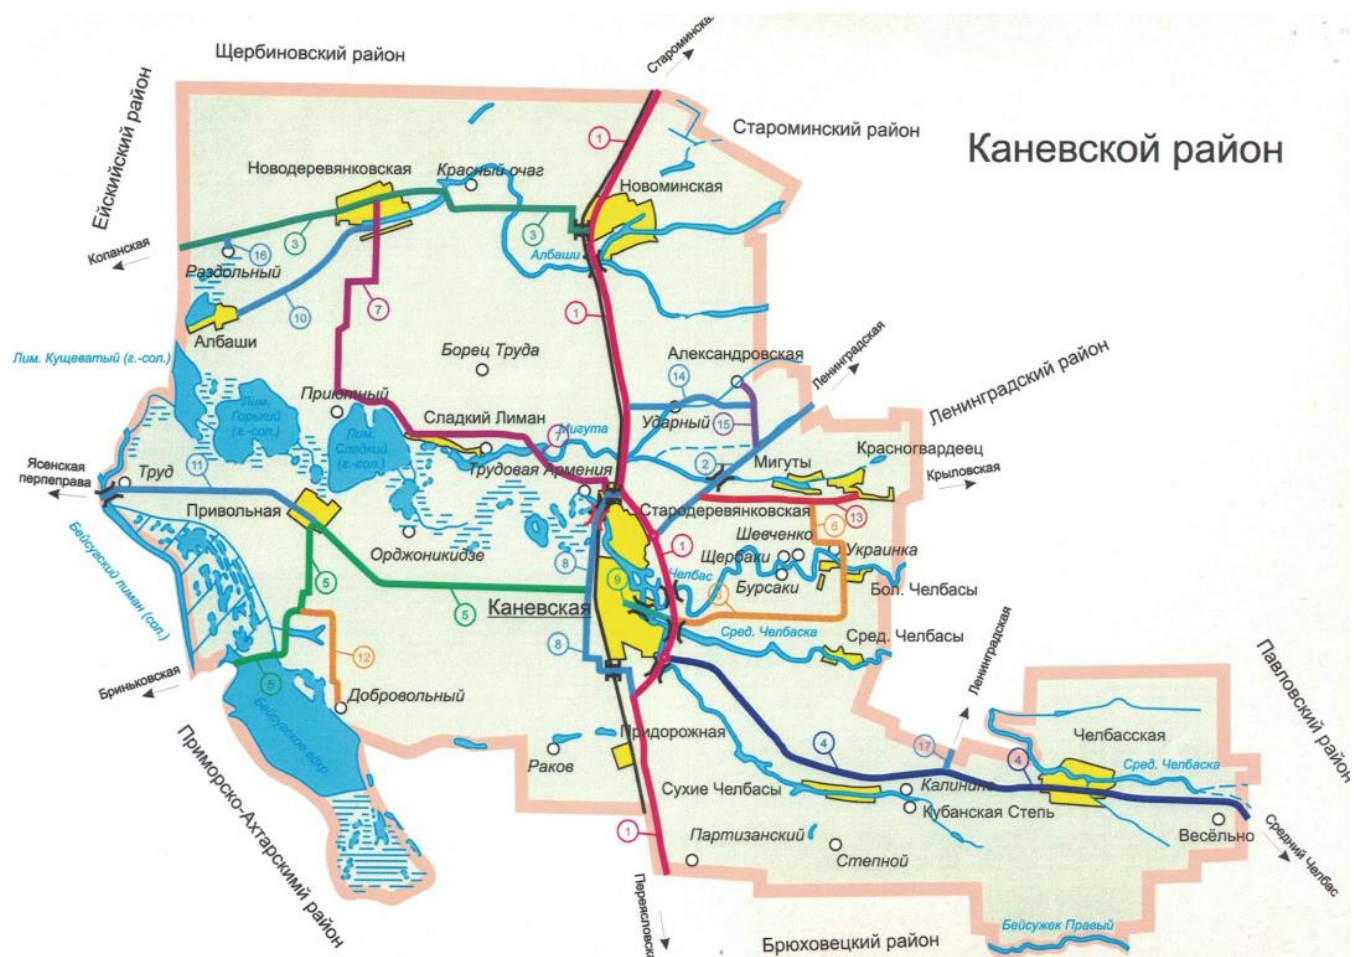 Щербиновский район
Староминская
Ейскийский район
Староминский район
Каневской район
1
Новодеревянковская
Красный очаг
Новоминская
3
3
Копанская
16
Раздольный
Албаши
7
10
1
Албаши
Лим. Кущеватый (г.-сол.)
Борец Труда
Александровская
Ленинградская
Ленинградский район
14
Приютный
Лим.
Горький
(г.-сол.)
Лим.
Сладкий
(г.-сол.)
Сладкий Лиман
Мигута
7
Ударный
15
Красногвардеец
2
Мигуты
Крыловская
Ясенская
перпеправа
Труд
11
Трудовая Армения
Привольная
Стародеревянковская
13
6
Шевченко
Орджоникидзе
1
Щербаки
Украинка
8
Бейсугский лиман (сол.)
5
5
9
Челбас
Бурсаки
Бол. Челбасы
Каневская
6
Сред. Челбаска
Сред. Челбасы
12
8
Бриньковская
5
Добровольный
Ленинградская
Павловский район
Приморско-Ахтарскимй район
Бейсугское вдхр.
Придорожная
Раков
4
17
Челбасская
4
Сред. Челбаска
Сухие Челбасы
Калинина
Кубанская Степь
1
Партизанский
Степной
Весёльно
Средний Челбас
Переясловская
Бейсужек Правый
Брюховецкий район